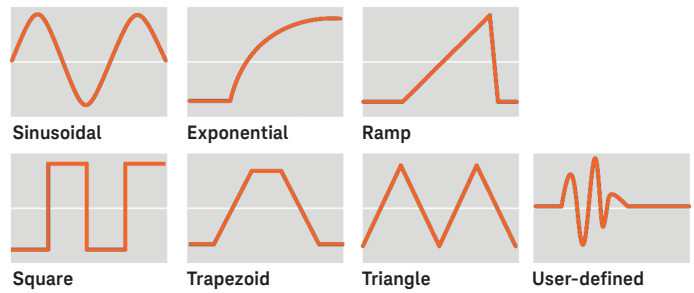 Sinusoidal
Exponential
Ramp
Square
Trapezoid
Triangle
User-defined